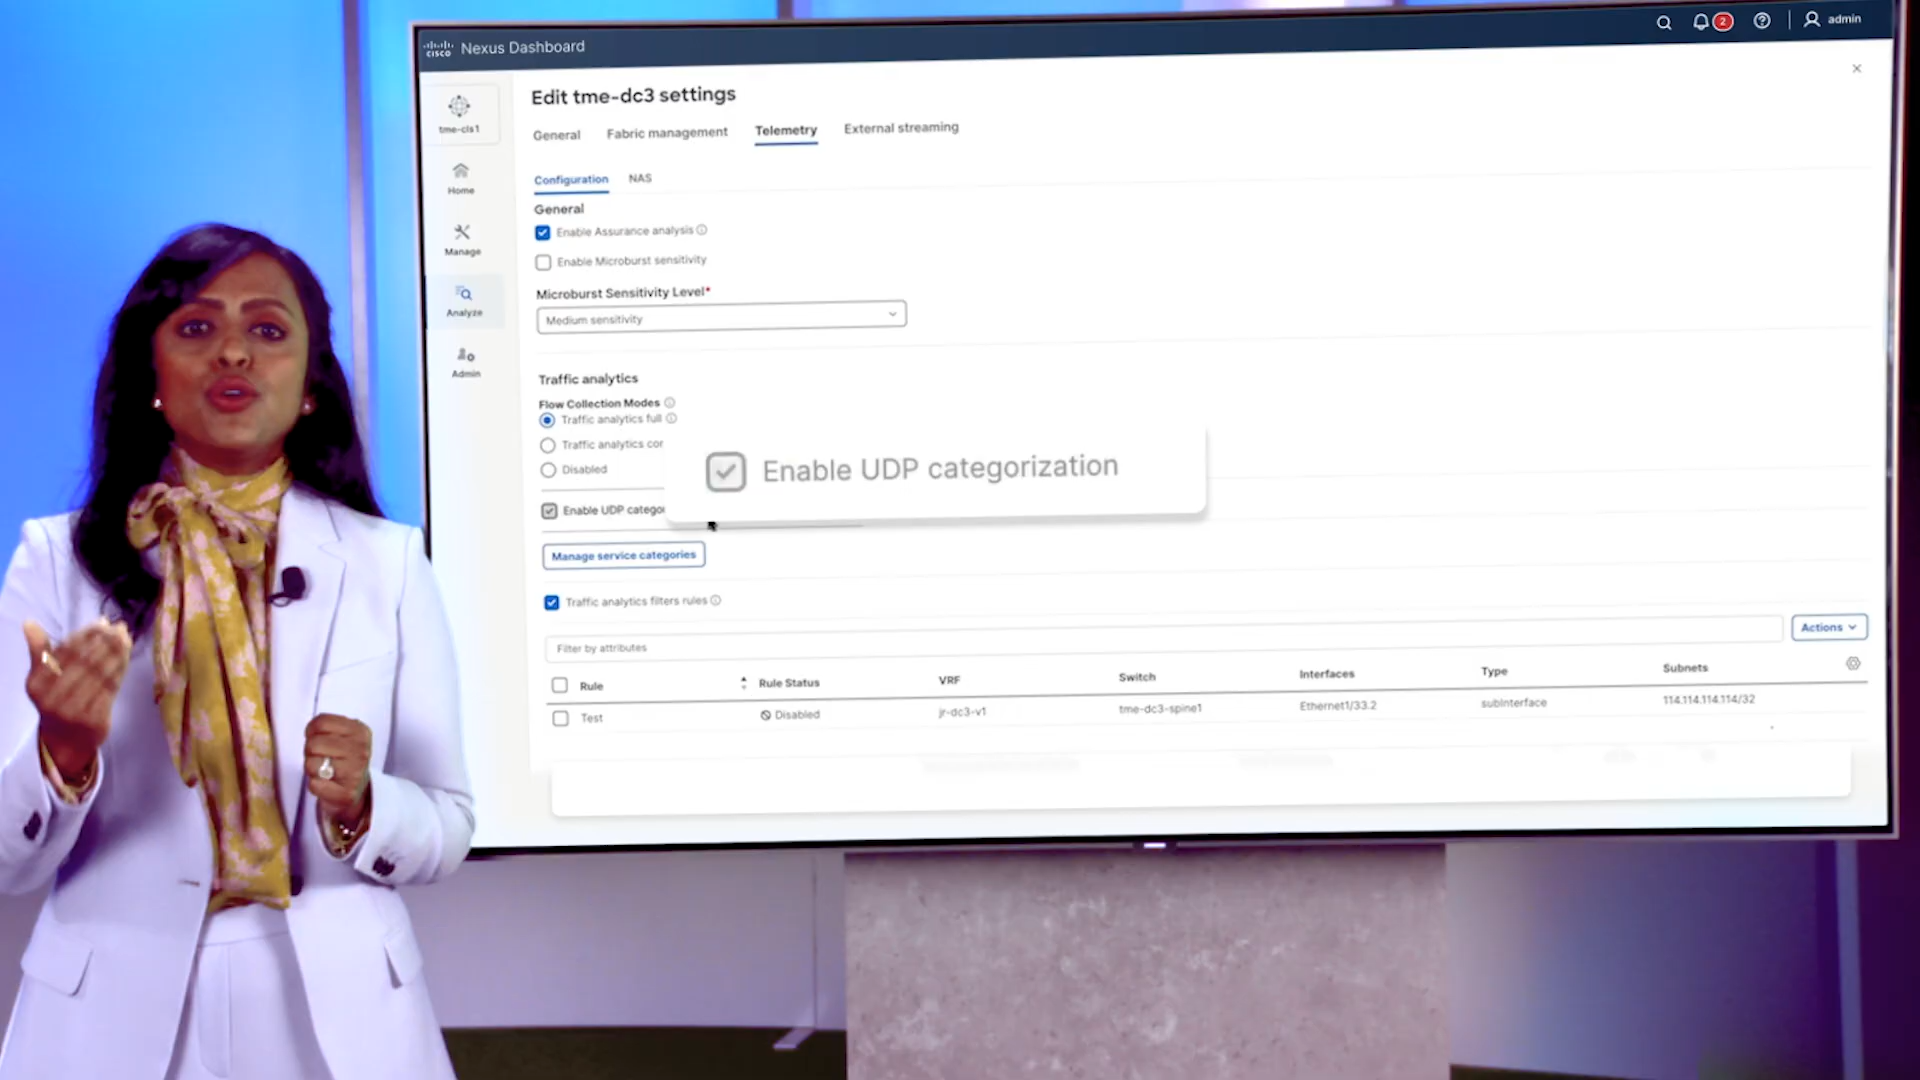 CISCO Nexus Dashboard
2
admin
tme-cls1
Home
Manage
Analyze
Admin
Edit tme-dc3 settings
General Fabric management Telemetry External streaming
Configuration NAS
General
Enable Assurance analysis
Enable Microburst sensitivity
Microburst Sensitivity Level*
Medium sensitivity
Traffic analytics
Flow Collection Modes
Traffic analytics full
Traffic analytics cor
Disabled
Enable UDP categorization
Enable UDP categor
Manage service categories
Traffic analytics filters rules
Filter by attributes
Actions
Rule Rule Status VRF Switch Interfaces Type Subnets
Test Disabled jr-dc3-v1 tme-dc3-spine1 Ethernet1/33.2 subinterface 114.114.114.114/32